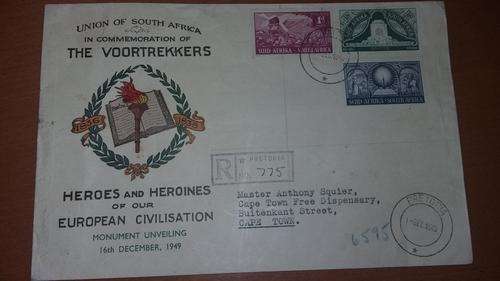 UNION OF SOUTH AFRICA
IN COMMEMORATION OF
THE VOORTREKKERS
HEROES AND HEROINES
OF OUR
EUROPEAN CIVILISATION
MONUMENT UNVEILING
16th DECEMBER, 1949
SUID AFRIKA
SUID AFRIKA SOUTH AFRICA
R PRETORIA
No 775
Master Anthony Squier,
Cape Town Free Dispensary,
Buitenkant Street,
CAPE TOWN.
PRETORIA
6595